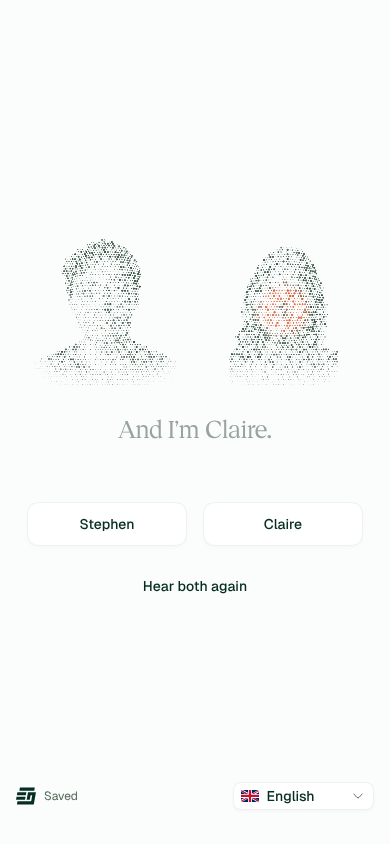 And I'm Claire.
Stephen
Claire
Hear both again
Saved
English